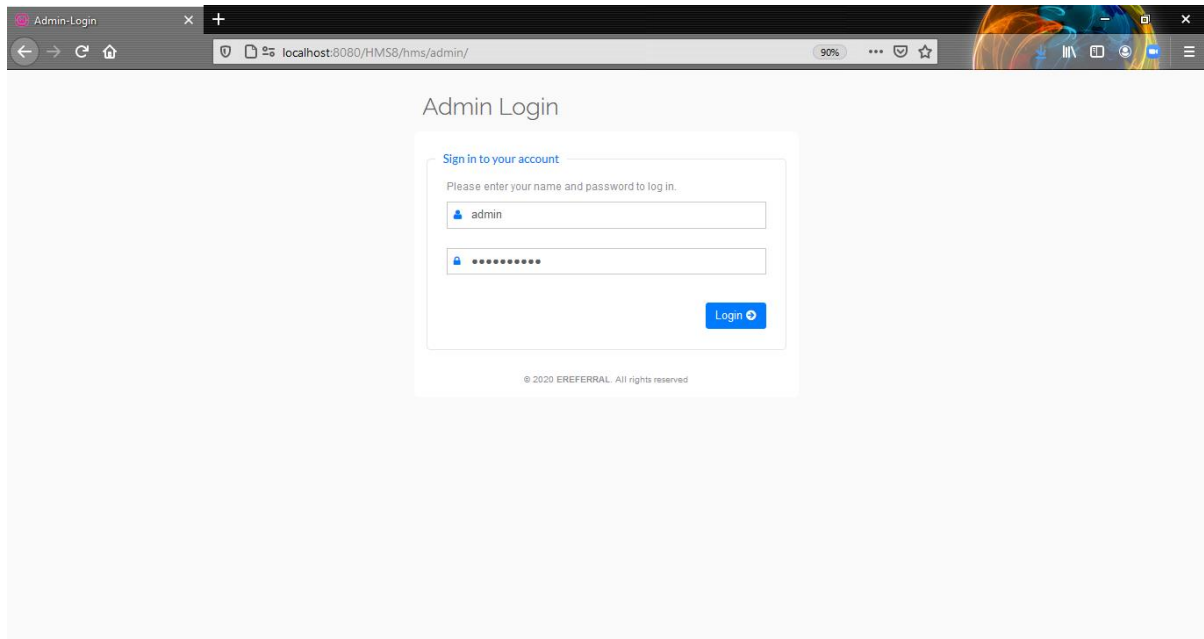 Admin-Login
localhost:8080/HMS8/hms/admin/
90%
Admin Login
Sign in to your account
Please enter your name and password to log in.
admin
••••••••••
Login
© 2020 EREFERRAL. All rights reserved